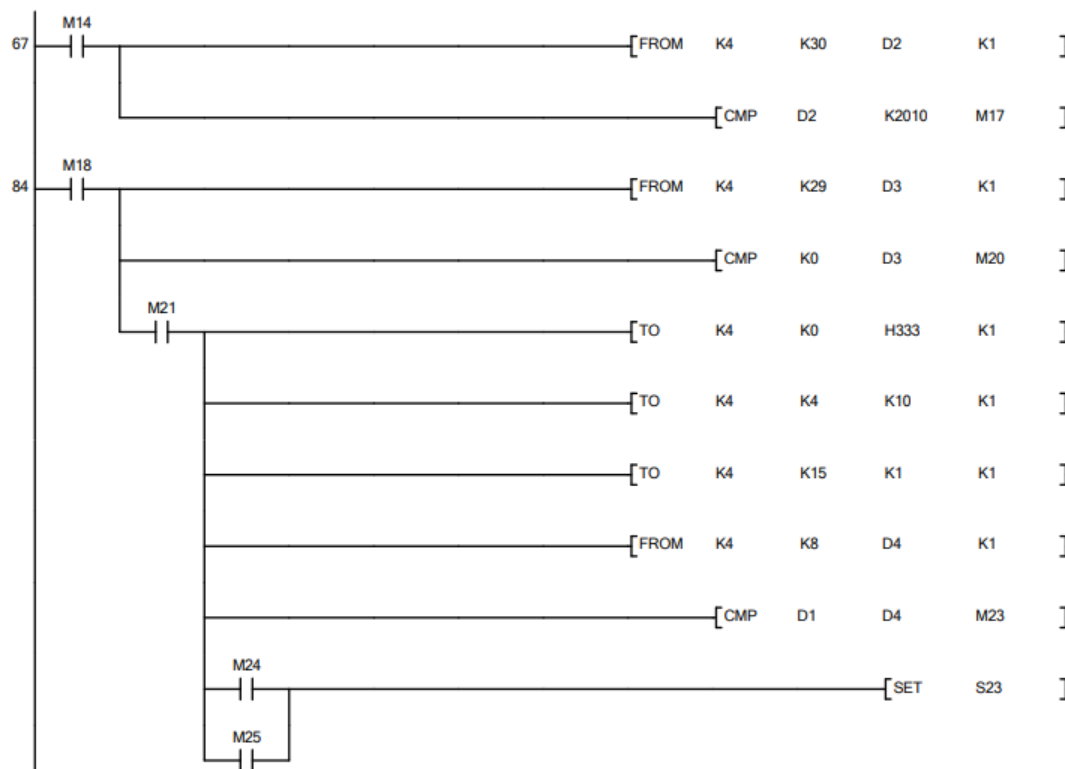 M14
67 [FROM K4 K30 D2 K1 ]
[CMP D2 K2010 M17 ]
M18
84 [FROM K4 K29 D3 K1 ]
[CMP K0 D3 M20 ]
M21
[TO K4 K0 H333 K1 ]
[TO K4 K4 K10 K1 ]
[TO K4 K15 K1 K1 ]
[FROM K4 K8 D4 K1 ]
[CMP D1 D4 M23 ]
M24
[SET S23 ]
M25